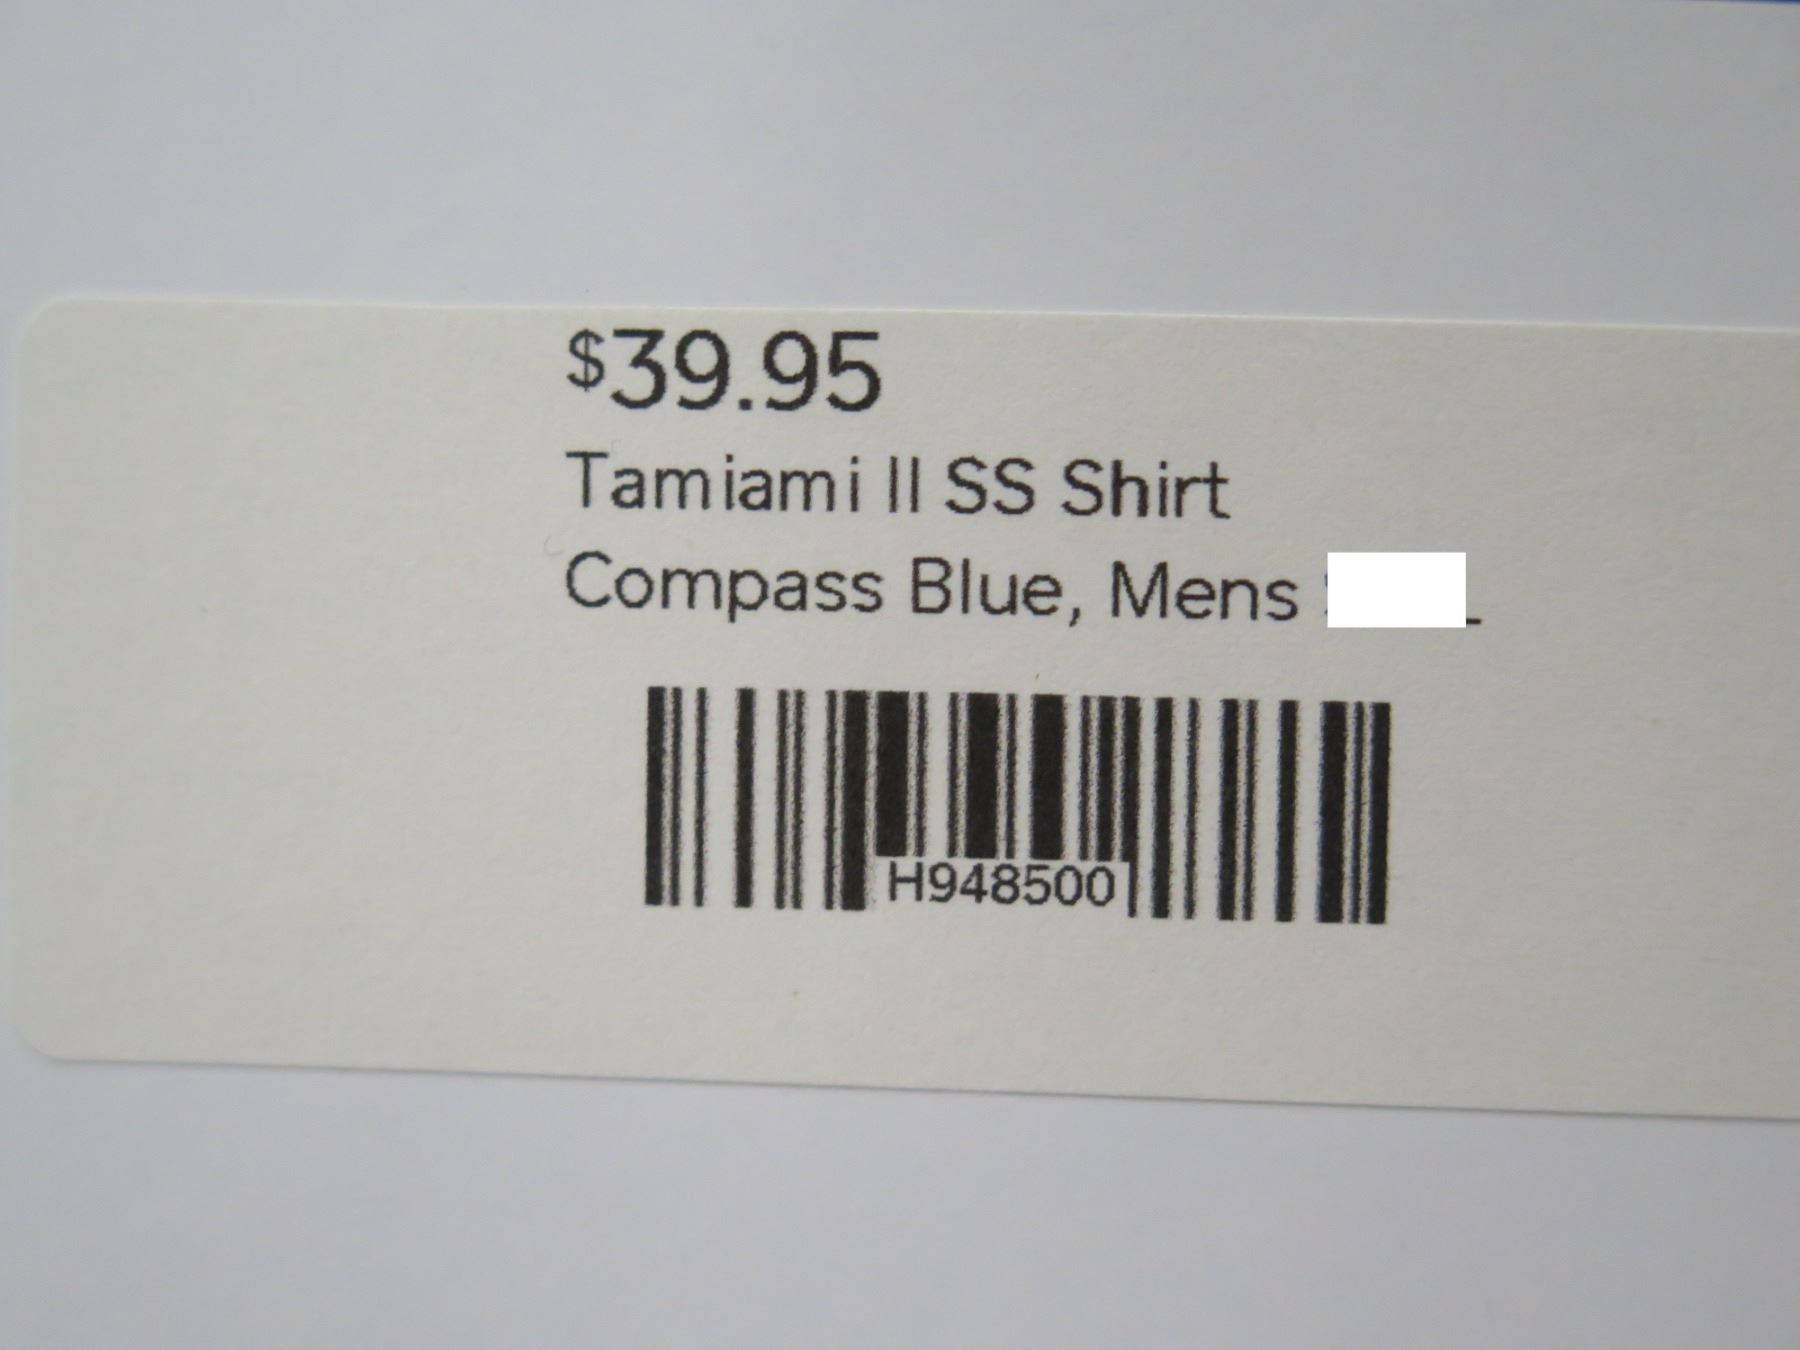 $39.95
Tamiami II SS Shirt
Compass Blue, Mens
H948500